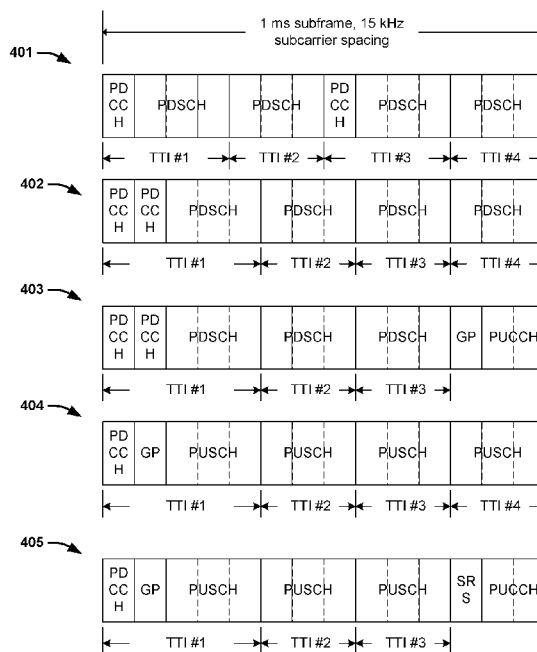 1 ms subframe, 15 kHz
subcarrier spacing
401
PD
CC
H
PDSCH
PDSCH
PD
CC
H
PDSCH
PDSCH
TTI #1
TTI #2
TTI #3
TTI #4
402
PD
CC
H
PD
CC
H
PDSCH
PDSCH
PDSCH
PDSCH
TTI #1
TTI #2
TTI #3
TTI #4
403
PD
CC
H
PD
CC
H
PDSCH
PDSCH
PDSCH
GP
PUCCH
TTI #1
TTI #2
TTI #3
404
PD
CC
H
GP
PUSCH
PUSCH
PUSCH
PUSCH
TTI #1
TTI #2
TTI #3
TTI #4
405
PD
CC
H
GP
PUSCH
PUSCH
PUSCH
SR
S
PUCCH
TTI #1
TTI #2
TTI #3